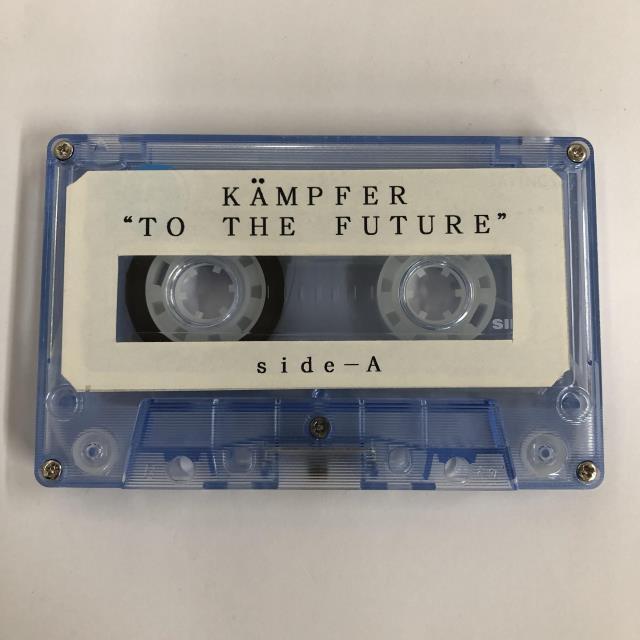 KÄMPFER
“TO THE FUTURE”
side-A